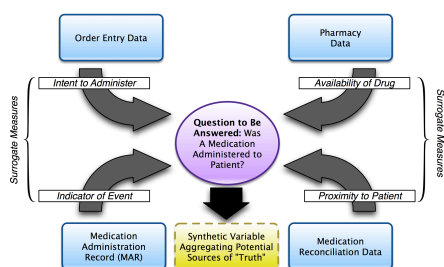 Order Entry Data
Pharmacy
Data
Intent to Administer
Availability of Drug
Surrogate Measures
Question to Be
Answered: Was
A Medication
Administered to
Patient?
Surrogate Measures
Indicator of Event
Proximity to Patient
Medication
Administration
Record (MAR)
Synthetic Variable
Aggregating Potential
Sources of "Truth"
Medication
Reconciliation Data